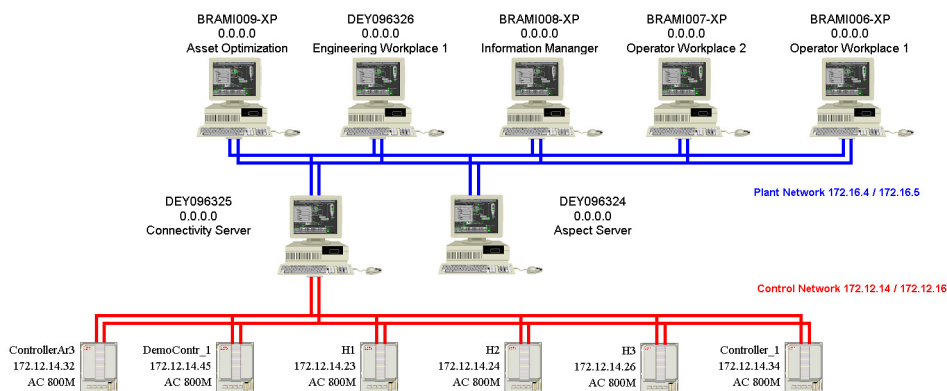 BRAMI009-XP
0.0.0.0
Asset Optimization
DEY096326
0.0.0.0
Engineering Workplace 1
BRAMI008-XP
0.0.0.0
Information Mananger
BRAMI007-XP
0.0.0.0
Operator Workplace 2
BRAMI006-XP
0.0.0.0
Operator Workplace 1
DEY096325
0.0.0.0
Connectivity Server
DEY096324
0.0.0.0
Aspect Server
Plant Network 172.16.4 / 172.16.5
Control Network 172.12.14 / 172.12.16
ControllerAr3
172.12.14.32
AC 800M
DemoContr_1
172.12.14.45
AC 800M
H1
172.12.14.23
AC 800M
H2
172.12.14.24
AC 800M
H3
172.12.14.26
AC 800M
Controller_1
172.12.14.34
AC 800M